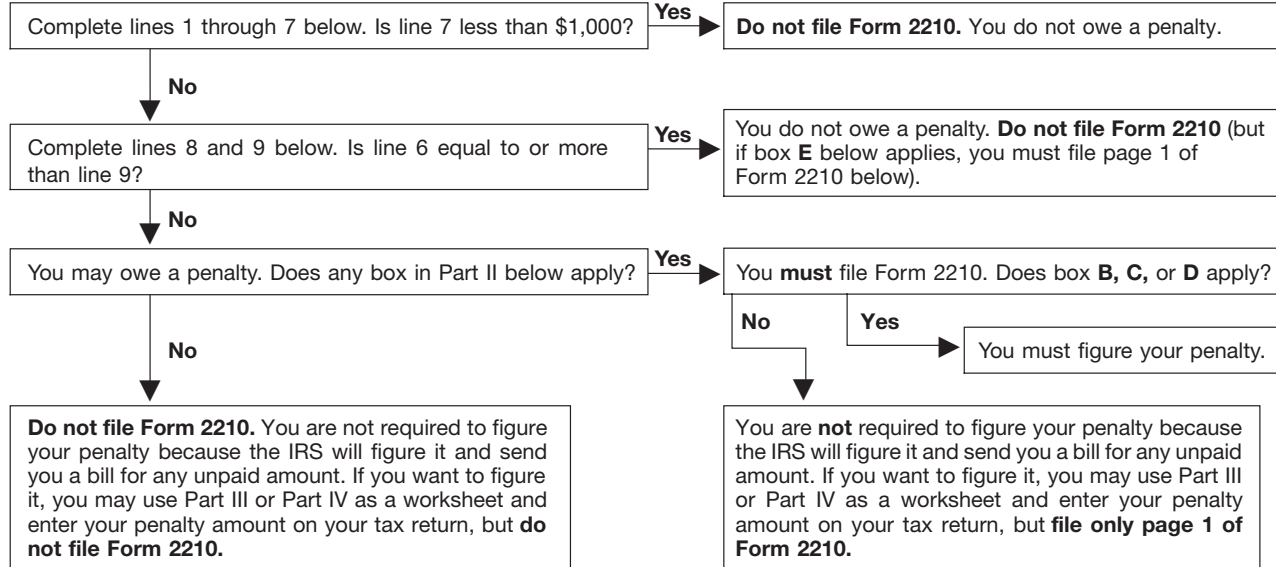 Complete lines 1 through 7 below. Is line 7 less than $1,000?
Yes
Do not file Form 2210. You do not owe a penalty.
No
Complete lines 8 and 9 below. Is line 6 equal to or more
than line 9?
Yes
You do not owe a penalty. Do not file Form 2210 (but
if box E below applies, you must file page 1 of
Form 2210 below).
No
You may owe a penalty. Does any box in Part II below apply?
Yes
You must file Form 2210. Does box B, C, or D apply?
No
Yes
You must figure your penalty.
No
Do not file Form 2210. You are not required to figure
your penalty because the IRS will figure it and send
you a bill for any unpaid amount. If you want to figure
it, you may use Part III or Part IV as a worksheet and
enter your penalty amount on your tax return, but do
not file Form 2210.
You are not required to figure your penalty because
the IRS will figure it and send you a bill for any unpaid
amount. If you want to figure it, you may use Part III
or Part IV as a worksheet and enter your penalty
amount on your tax return, but file only page 1 of
Form 2210.